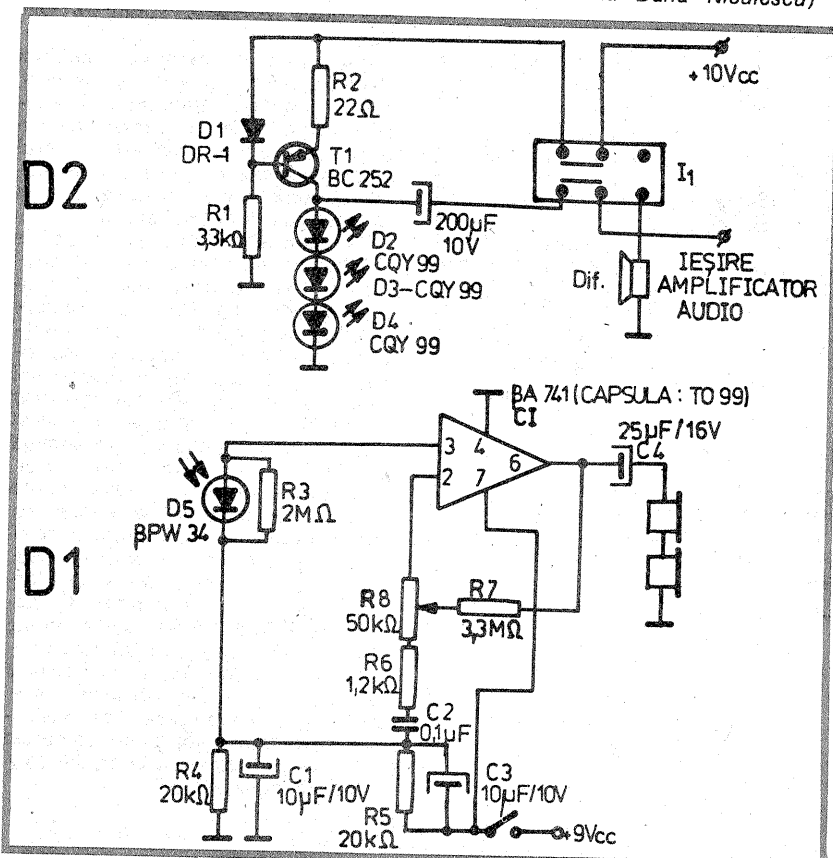 Niculescu)
D2
R2
22Ω
+10Vcc
D1
DR-1
T1
BC 252
I1
R1
3,3kΩ
200µF
10V
D2
CQY 99
D3-CQY 99
D4
CQY 99
Dif.
IEȘIRE
AMPLIFICATOR
AUDIO
D1
βA 741 (CAPSULA : TO 99)
CI
25µF/16V
C4
3
4
2
7
6
D5
βPW 34
R3
2MΩ
R8
50kΩ
R7
3,3MΩ
R6
1,2kΩ
C2
0,1µF
R4
20kΩ
C1
10µF/10V
R5
20kΩ
C3
10µF/10V
+9Vcc